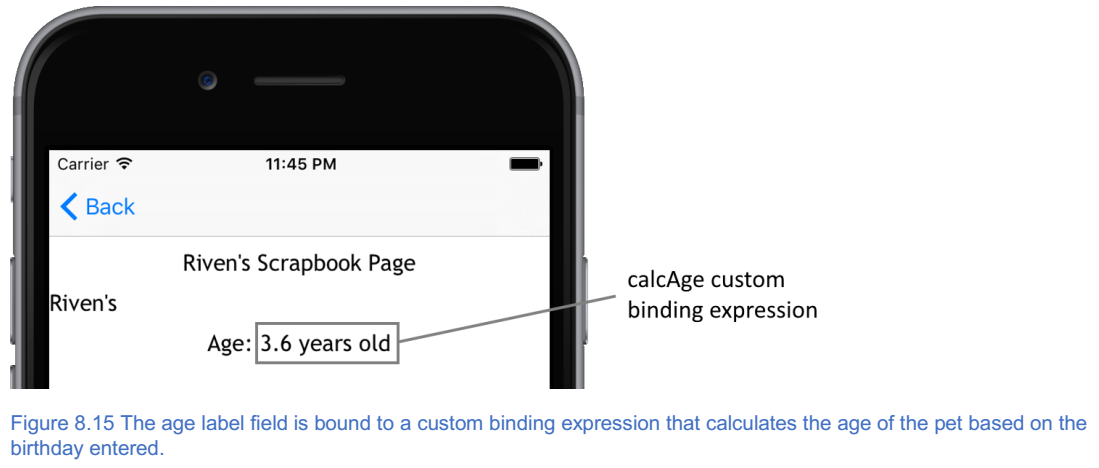 Carrier 11:45 PM
Back
Riven's Scrapbook Page
Riven's
Age: 3.6 years old
calcAge custom
binding expression
Figure 8.15 The age label field is bound to a custom binding expression that calculates the age of the pet based on the
birthday entered.